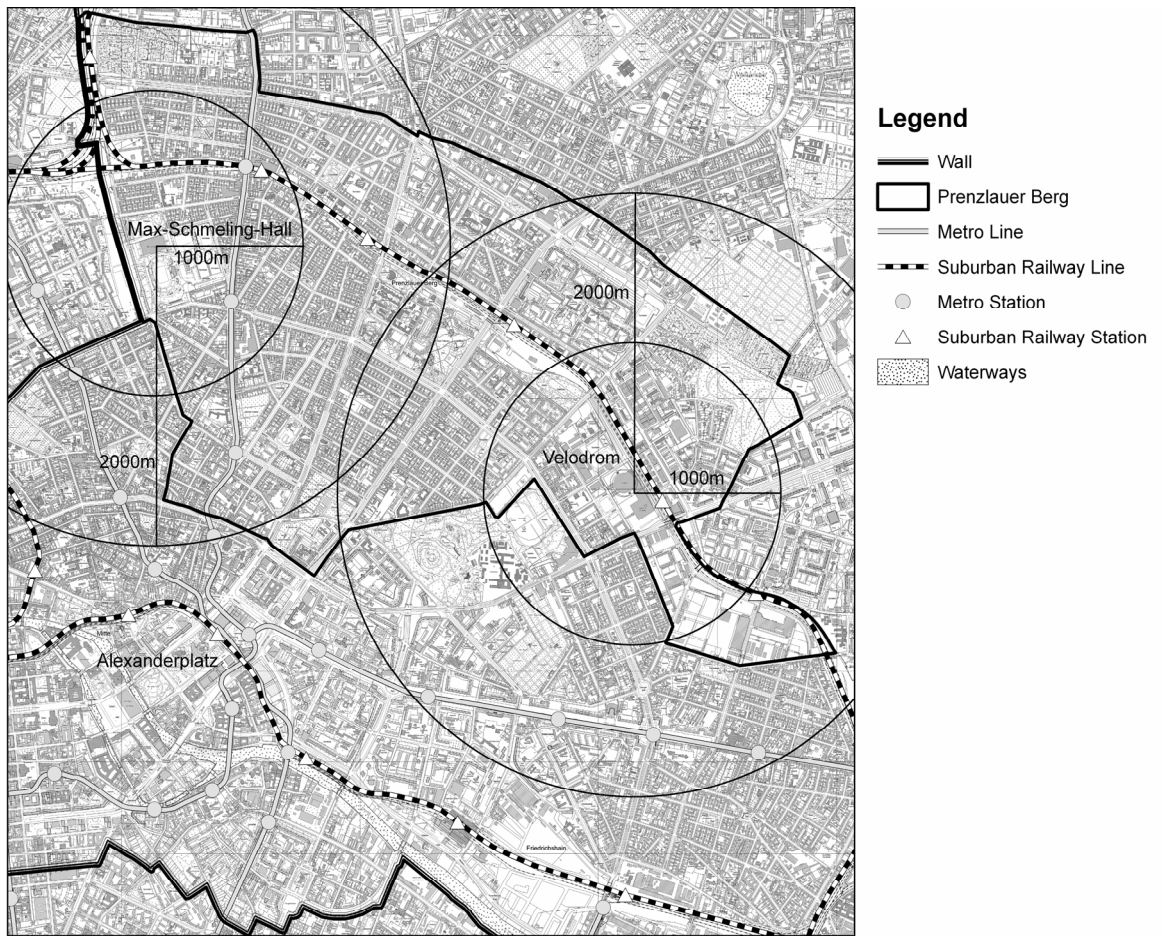 Max-Schmeling-Hall
1000m
Prenzlauer Berg
2000m
Velodrom
1000m
2000m
Mitte
Alexanderplatz
Friedrichshain
Legend
Wall
Prenzlauer Berg
Metro Line
Suburban Railway Line
Metro Station
Suburban Railway Station
Waterways